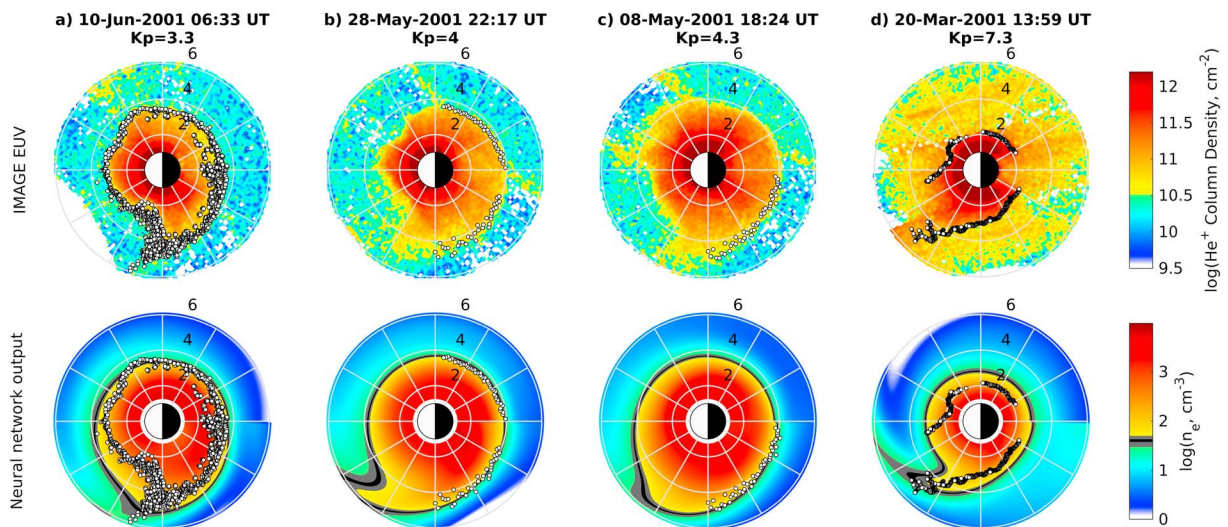 a) 10-Jun-2001 06:33 UT
Kp=3.3
b) 28-May-2001 22:17 UT
Kp=4
c) 08-May-2001 18:24 UT
Kp=4.3
d) 20-Mar-2001 13:59 UT
Kp=7.3
IMAGE EUV
6
4
2
6
4
2
6
4
2
6
4
2
12
11.5
11
10.5
10
9.5
log(He⁺ Column Density, cm⁻²)
Neural network output
6
4
2
6
4
2
6
4
2
6
4
2
3
2
1
0
log(nₑ, cm⁻³)